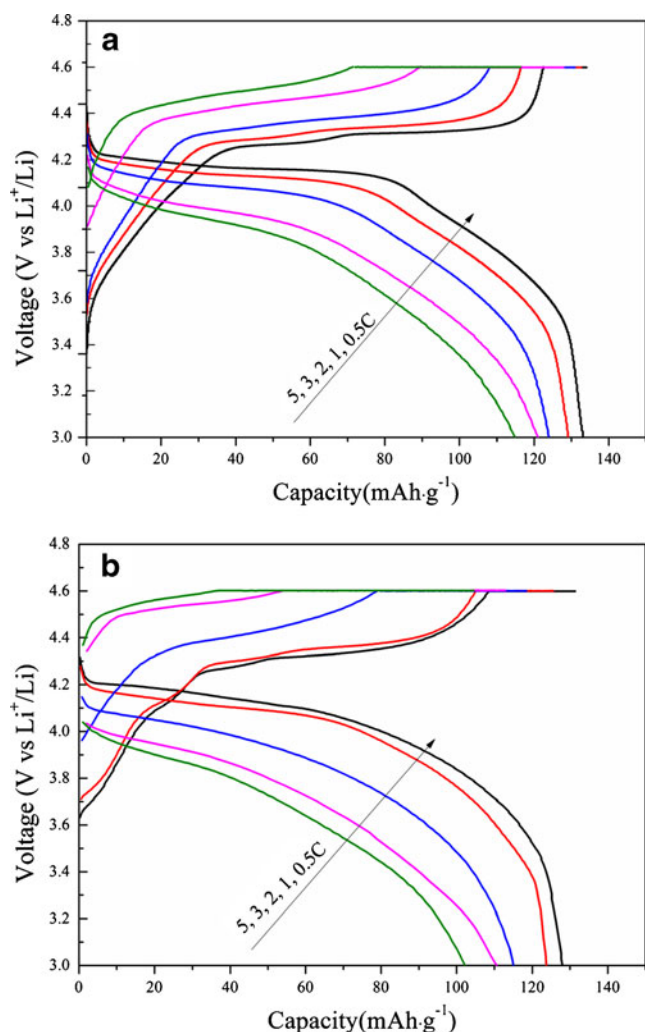 a
4.8
4.6
4.4
4.2
4.0
3.8
3.6
3.4
3.2
3.0
Voltage (V vs Li⁺/Li)
5, 3, 2, 1, 0.5C
0 20 40 60 80 100 120 140
Capacity(mAh·g⁻¹)
b
4.8
4.6
4.4
4.2
4.0
3.8
3.6
3.4
3.2
3.0
Voltage (V vs Li⁺/Li)
5, 3, 2, 1, 0.5C
0 20 40 60 80 100 120 140
Capacity(mAh·g⁻¹)